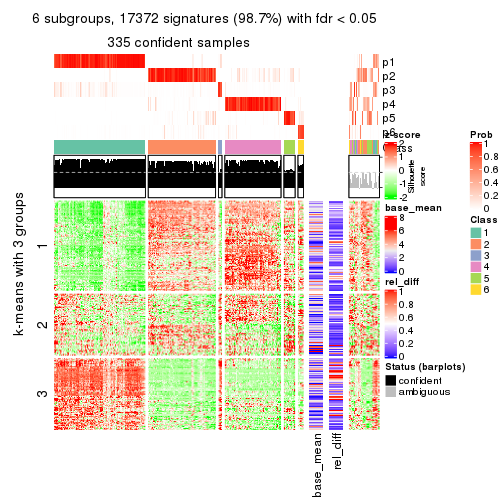 6 subgroups, 17372 signatures (98.7%) with fdr < 0.05
335 confident samples
p1
p2
p3
p4
p5
p6
Class
Silhouette
score
k-means with 3 groups
1
2
3
base_mean
rel_diff
z-score
2
1
0
-1
-2
base_mean
8
6
4
2
0
rel_diff
1
0.8
0.6
0.4
0.2
0
Status (barplots)
confident
ambiguous
Prob
1
0.8
0.6
0.4
0.2
0
Class
1
2
3
4
5
6